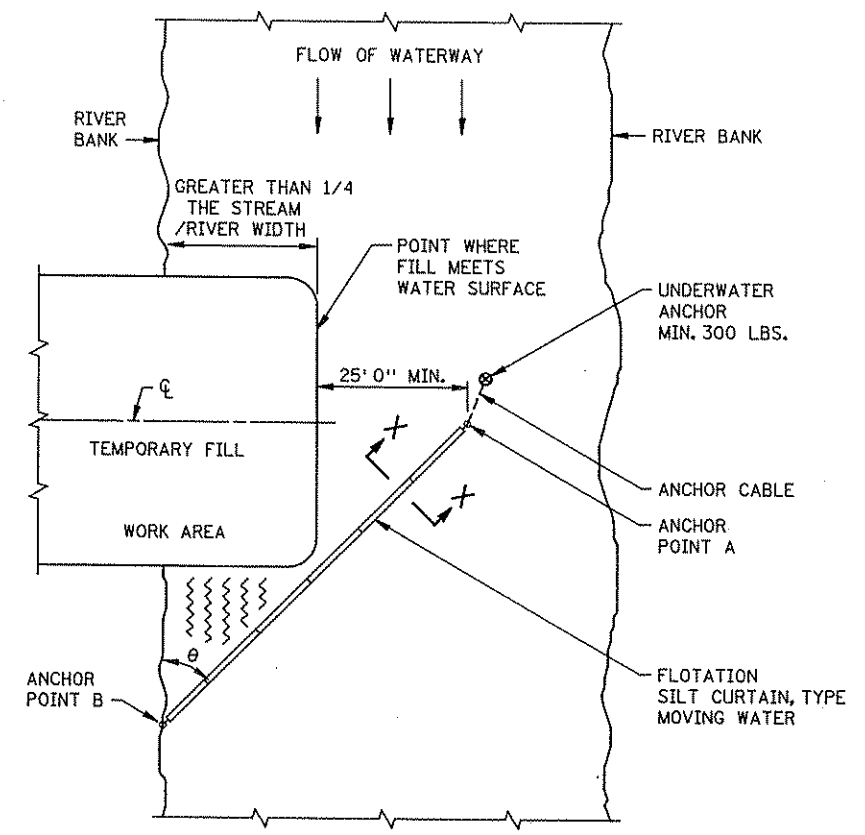 FLOW OF WATERWAY
RIVER
BANK
RIVER BANK
GREATER THAN 1/4
THE STREAM
/RIVER WIDTH
POINT WHERE
FILL MEETS
WATER SURFACE
UNDERWATER
ANCHOR
MIN. 300 LBS.
25'0" MIN.
℄
TEMPORARY FILL
X
X
ANCHOR CABLE
ANCHOR
POINT A
WORK AREA
θ
ANCHOR
POINT B
FLOTATION
SILT CURTAIN, TYPE
MOVING WATER